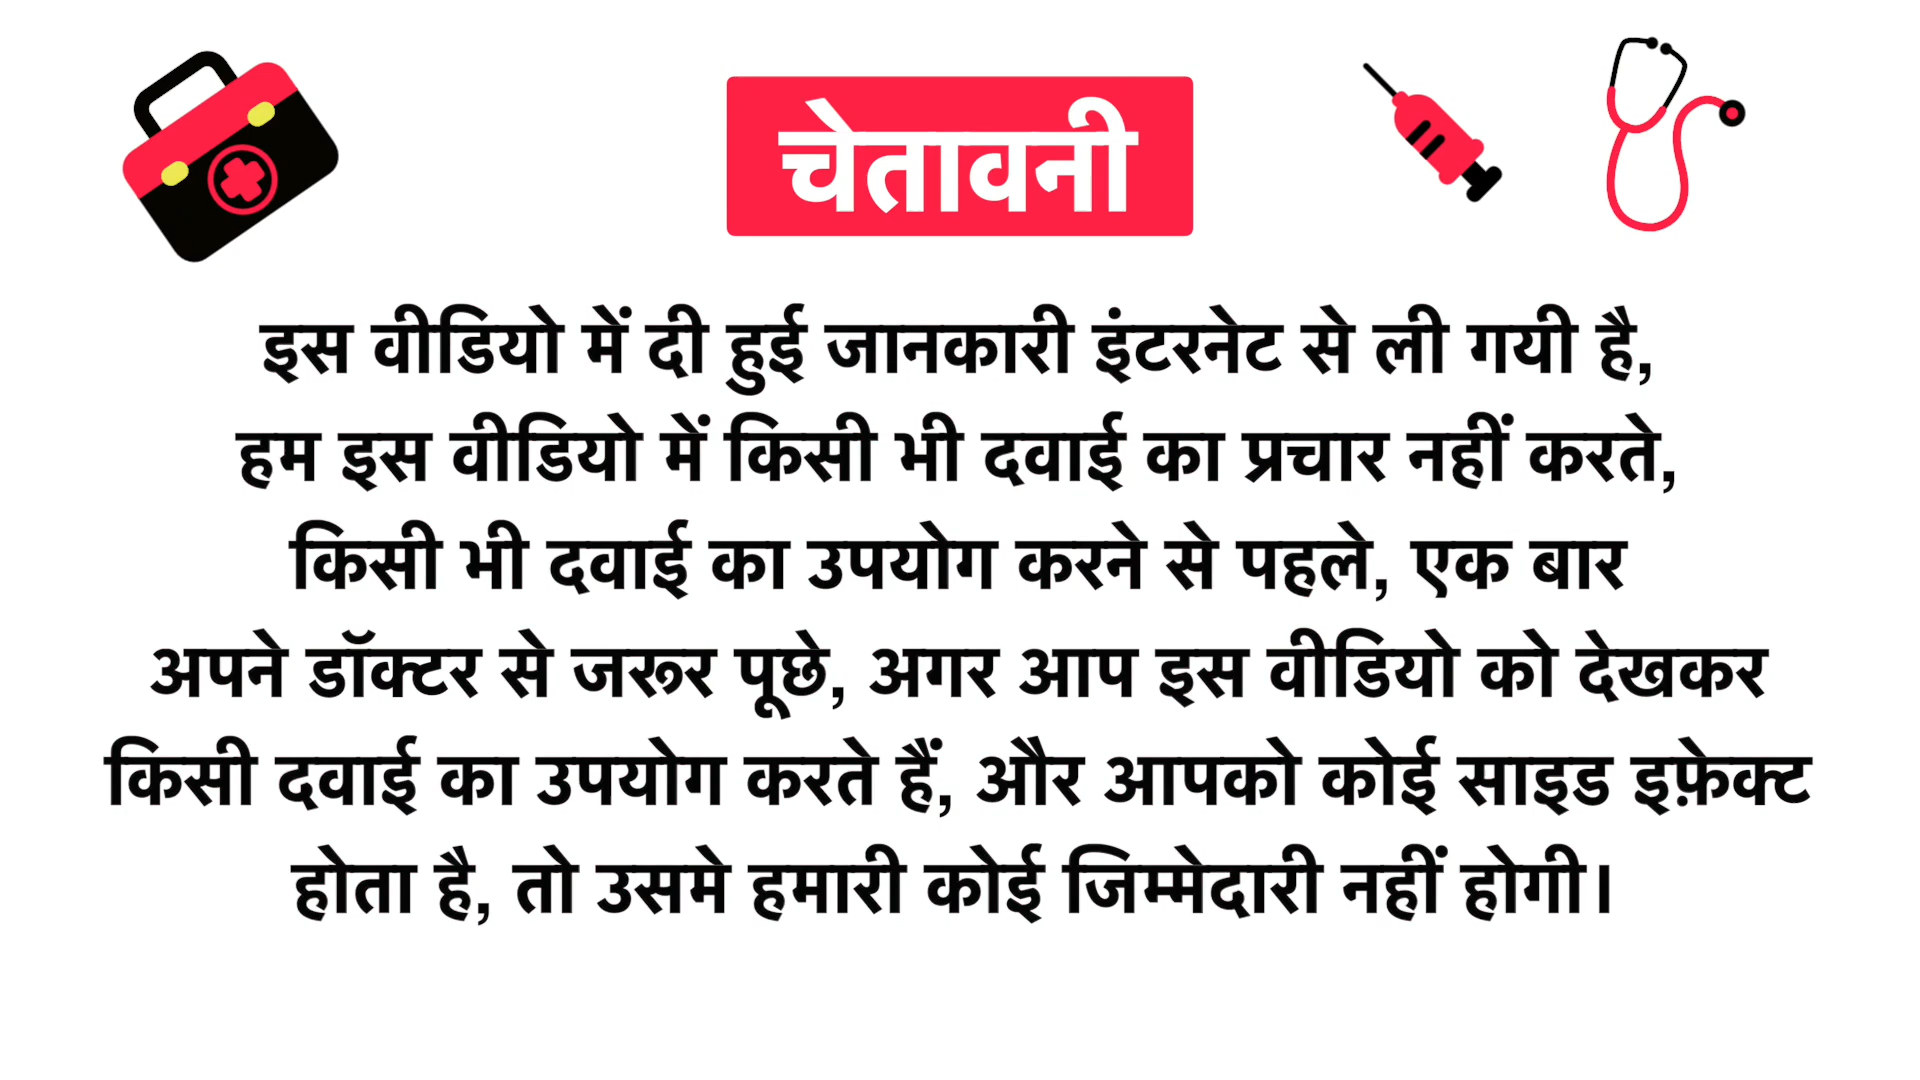 चेतावनी
इस वीडियो में दी हुई जानकारी इंटरनेट से ली गयी है,
हम इस वीडियो में किसी भी दवाई का प्रचार नहीं करते,
किसी भी दवाई का उपयोग करने से पहले, एक बार
अपने डॉक्टर से जरूर पूछे, अगर आप इस वीडियो को देखकर
किसी दवाई का उपयोग करते हैं, और आपको कोई साइड इफ़ेक्ट
होता है, तो उसमे हमारी कोई जिम्मेदारी नहीं होगी।